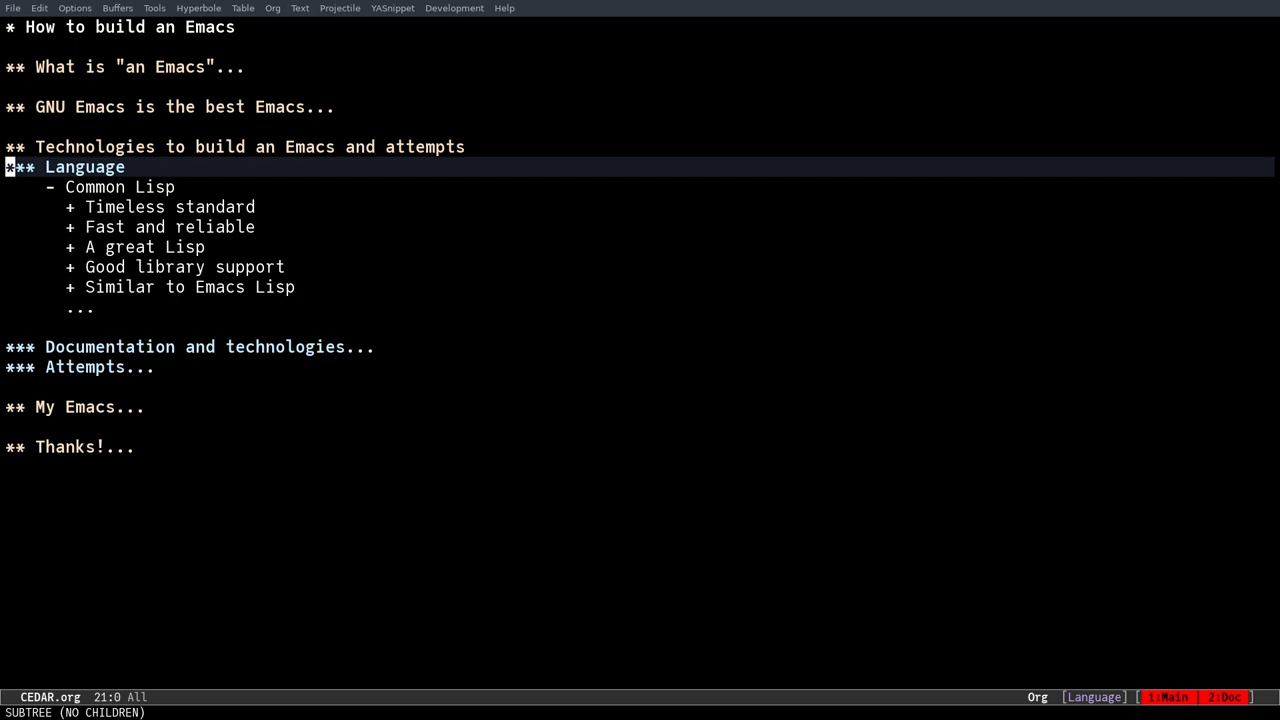 File Edit Options Buffers Tools Hyperbole Table Org Text Projectile YASnippet Development Help
* How to build an Emacs
** What is "an Emacs"...
** GNU Emacs is the best Emacs...
** Technologies to build an Emacs and attempts
*** Language
- Common Lisp
+ Timeless standard
+ Fast and reliable
+ A great Lisp
+ Good library support
+ Similar to Emacs Lisp
...
*** Documentation and technologies...
*** Attempts...
** My Emacs...
** Thanks!...
CEDAR.org 21:0 All Org [Language] [ 1:Main | 2:Doc ]
SUBTREE (NO CHILDREN)